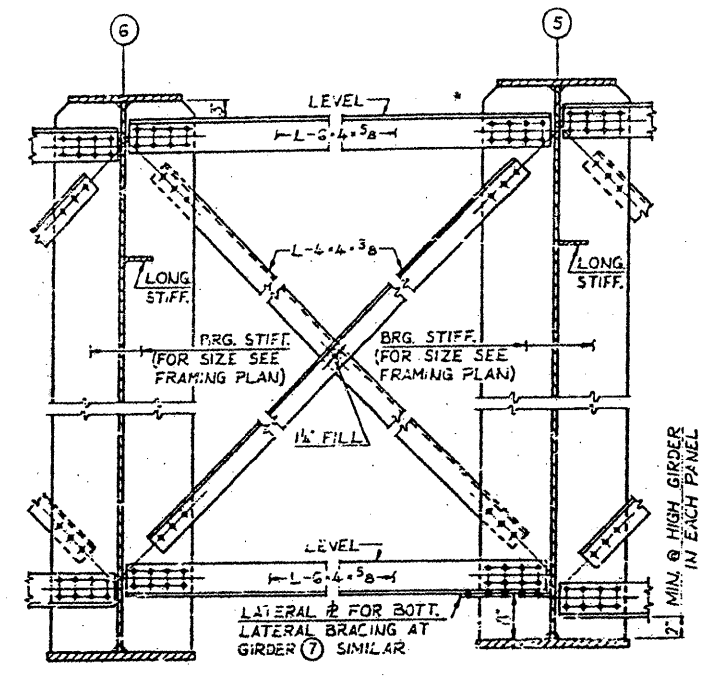 6
5
3"
LEVEL
L-6×4×5/8
L-4×4×3/8
LONG.
STIFF.
LONG.
STIFF.
BRG. STIFF.
(FOR SIZE SEE
FRAMING PLAN)
BRG. STIFF.
(FOR SIZE SEE
FRAMING PLAN)
1/4" FILL
LEVEL
L-6×4×5/8
LATERAL ℄ FOR BOTT.
LATERAL BRACING AT
GIRDER 7 SIMILAR
2" MIN. @ HIGH GIRDER
IN EACH PANEL